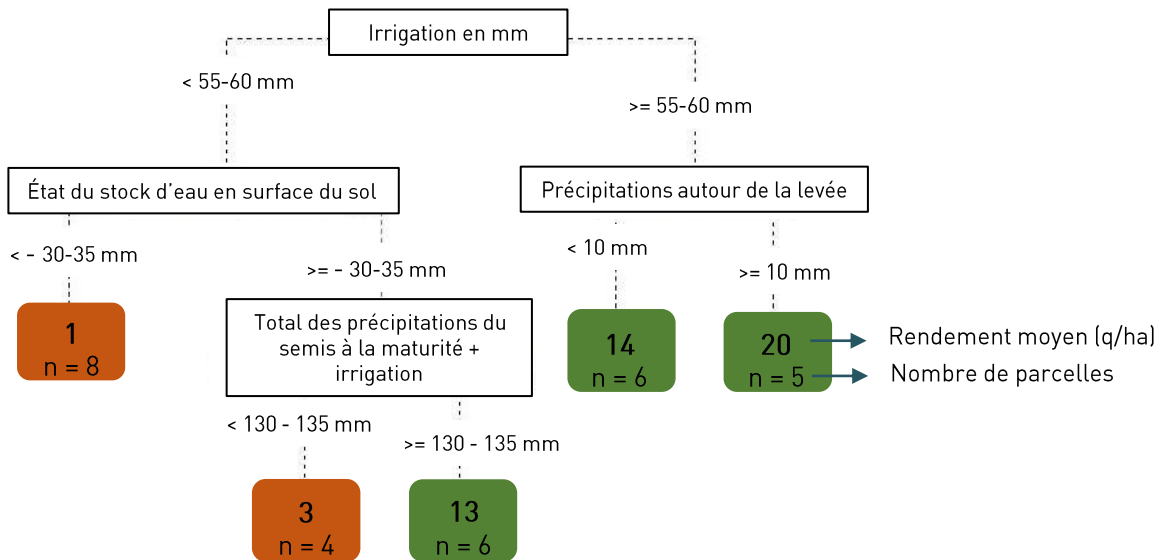 Irrigation en mm
< 55-60 mm
>= 55-60 mm
État du stock d'eau en surface du sol
Précipitations autour de la levée
< - 30-35 mm
>= - 30-35 mm
< 10 mm
>= 10 mm
1
n = 8
Total des précipitations du
semis à la maturité +
irrigation
14
n = 6
20
n = 5
Rendement moyen (q/ha)
Nombre de parcelles
< 130 - 135 mm
>= 130 - 135 mm
3
n = 4
13
n = 6